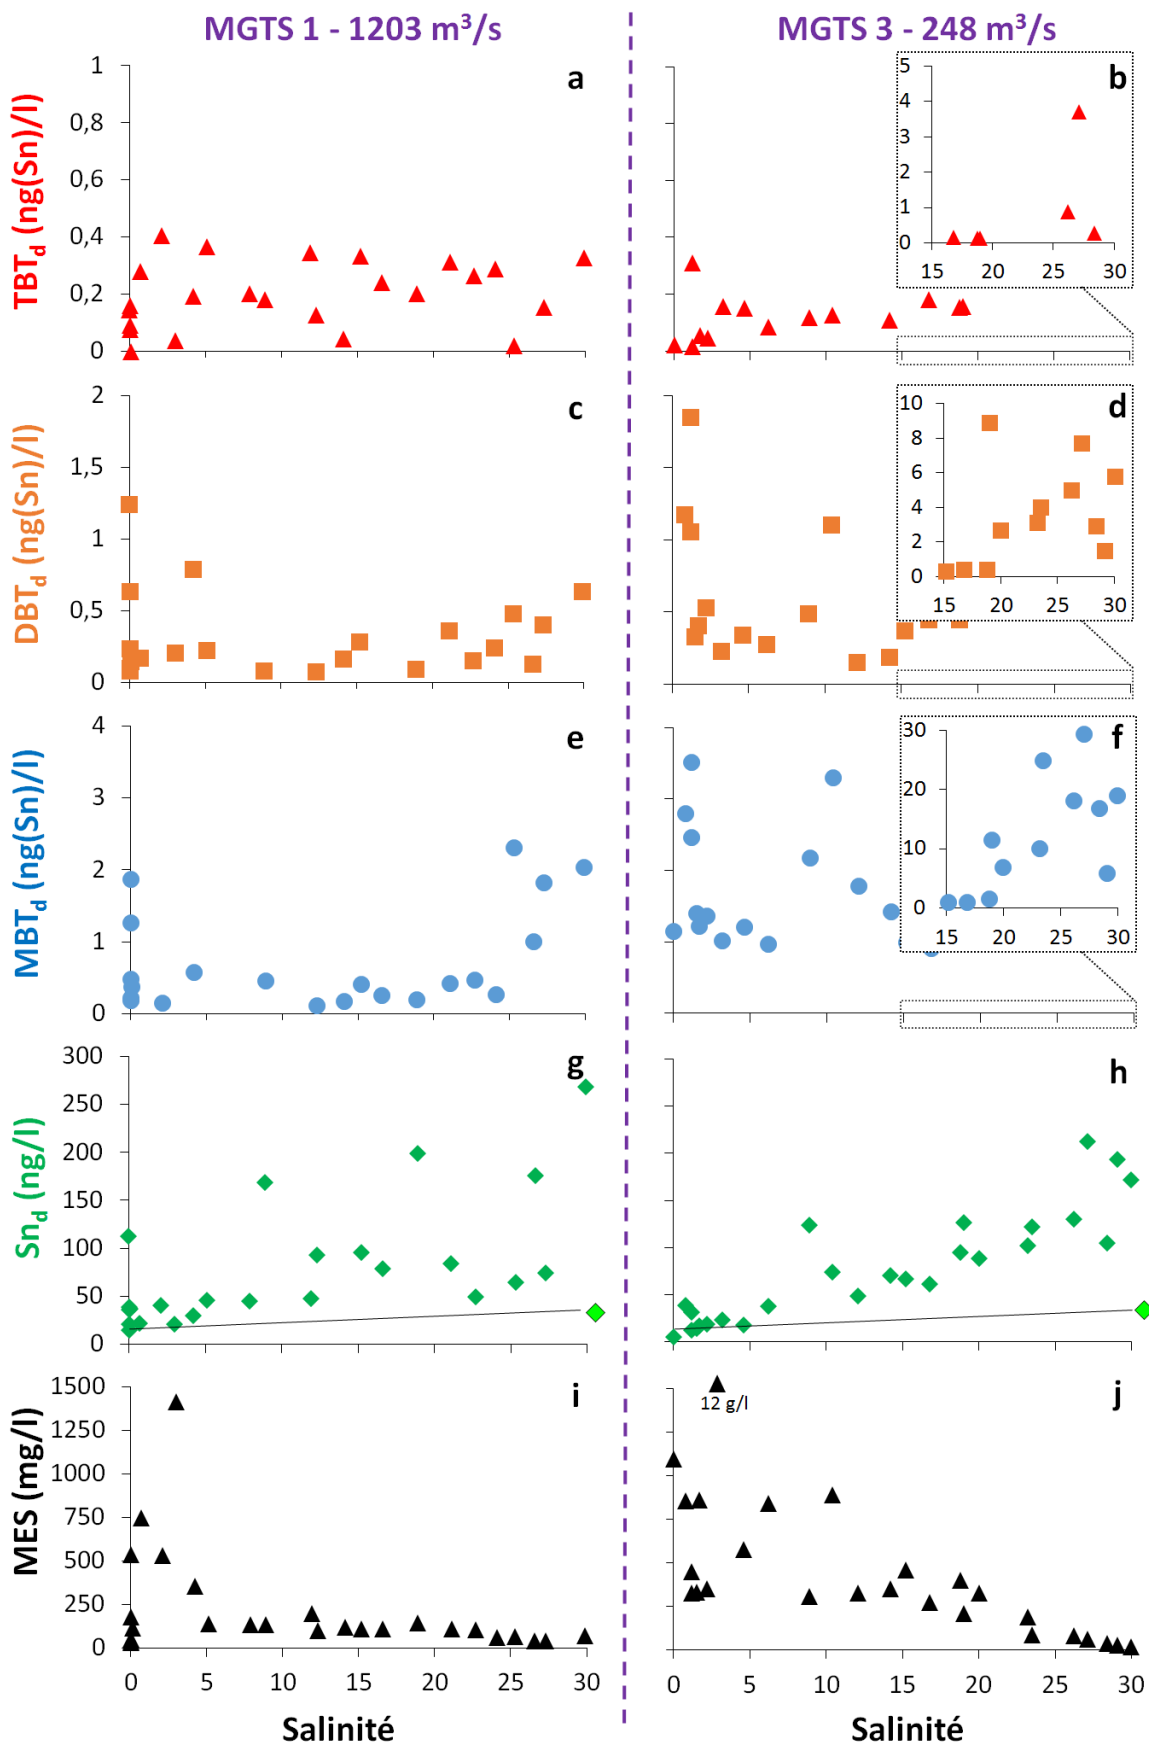 MGTS 1 - 1203 m³/s
MGTS 3 - 248 m³/s
TBTd (ng(Sn)/l)
1
0,8
0,6
0,4
0,2
0
a
b
5
4
3
2
1
0
15 20 25 30
DBTd (ng(Sn)/l)
2
1,5
1
0,5
0
c
d
10
8
6
4
2
0
15 20 25 30
MBTd (ng(Sn)/l)
4
3
2
1
0
e
f
30
20
10
0
15 20 25 30
Snd (ng/l)
300
250
200
150
100
50
0
g
h
MES (mg/l)
1500
1250
1000
750
500
250
0
i
j
12 g/l
0 5 10 15 20 25 30
0 5 10 15 20 25 30
Salinité
Salinité